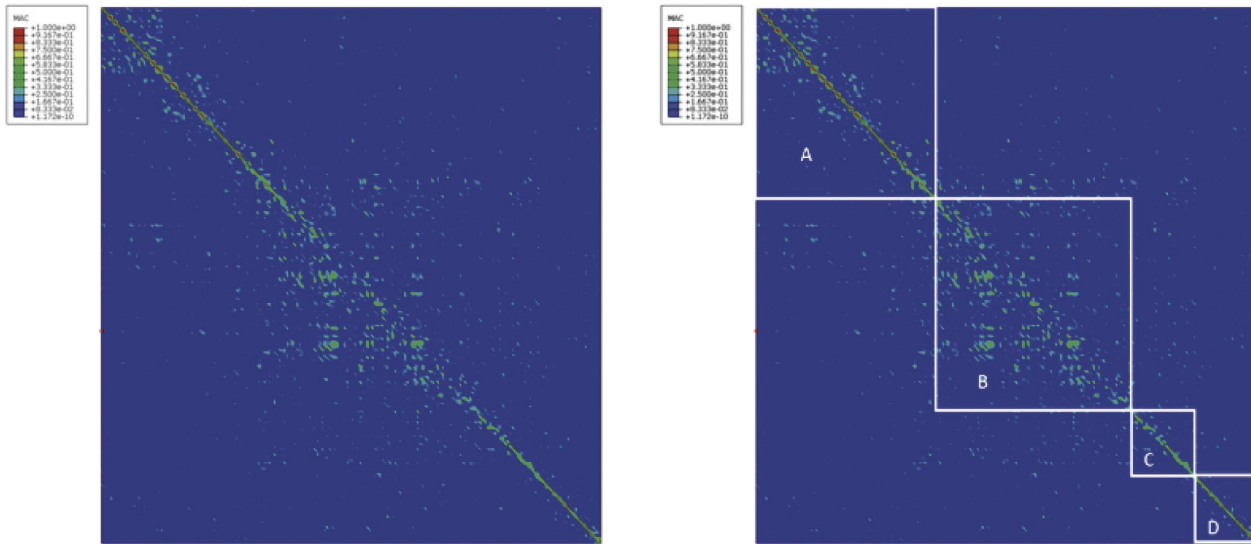 MAC
+1.000e+00
+9.167e-01
+8.333e-01
+7.500e-01
+6.667e-01
+5.833e-01
+5.000e-01
+4.167e-01
+3.333e-01
+2.500e-01
+1.667e-01
+8.333e-02
+1.172e-10
MAC
+1.000e+00
+9.167e-01
+8.333e-01
+7.500e-01
+6.667e-01
+5.833e-01
+5.000e-01
+4.167e-01
+3.333e-01
+2.500e-01
+1.667e-01
+8.333e-02
+1.172e-10
A
B
C
D